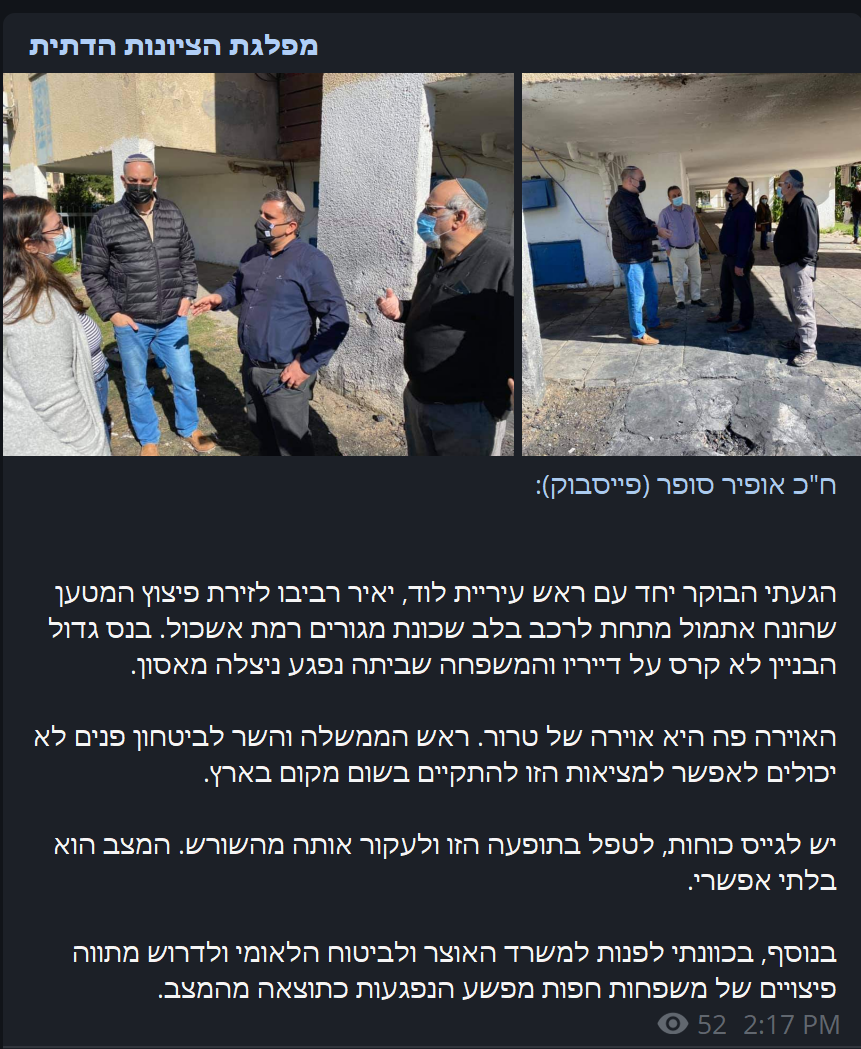 מפלגת הציונות הדתית
ח"כ אופיר סופר (פייסבוק):
הגעתי הבוקר יחד עם ראש עיריית לוד, יאיר רביבו לזירת פיצוץ המטען
שהונח אתמול מתחת לרכב בלב שכונת מגורים רמת אשכול. בנס גדול
הבניין לא קרס על דייריו והמשפחה שביתה נפגע ניצלה מאסון.
האוירה פה היא אוירה של טרור. ראש הממשלה והשר לביטחון פנים לא
יכולים לאפשר למציאות הזו להתקיים בשום מקום בארץ.
יש לגייס כוחות, לטפל בתופעה הזו ולעקור אותה מהשורש. המצב הוא
בלתי אפשרי.
בנוסף, בכוונתי לפנות למשרד האוצר ולביטוח הלאומי ולדרוש מתווה
פיצויים של משפחות חפות מפשע הנפגעות כתוצאה מהמצב.
52 2:17 PM